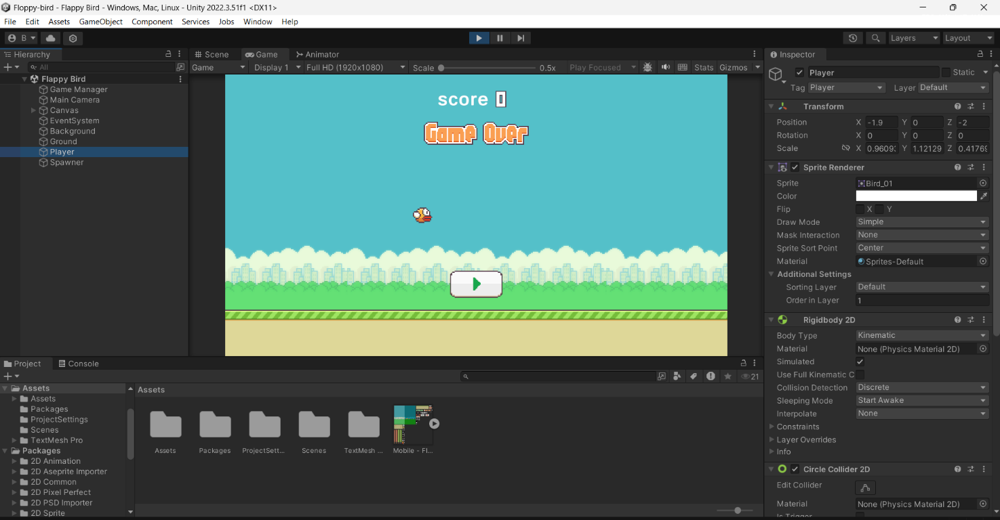 Floppy-bird - Flappy Bird - Windows, Mac, Linux - Unity 2022.3.51f1 <DX11>
File Edit Assets GameObject Component Services Jobs Window Help
B Layers Layout
Hierarchy
All
Flappy Bird
Game Manager
Main Camera
Canvas
EventSystem
Background
Ground
Player
Spawner
Scene Game Animator
Game Display 1 Full HD (1920x1080) Scale 0.5x Play Focused Stats Gizmos
score 0
Game Over
Project Console
21
Assets
Assets
Packages
ProjectSettings
Scenes
TextMesh Pro
Packages
2D Animation
2D Aseprite Importer
2D Common
2D Pixel Perfect
2D PSD Importer
2D Sprite
Assets
Assets Packages ProjectSett... Scenes TextMesh ... Mobile - Fl...
Inspector
Player Static
Tag Player Layer Default
Transform
Position X -1.9 Y 0 Z -2
Rotation X 0 Y 0 Z 0
Scale X 0.9609 Y 1.12129 Z 0.4176
Sprite Renderer
Sprite Bird_01
Color
Flip X Y
Draw Mode Simple
Mask Interaction None
Sprite Sort Point Center
Material Sprites-Default
Additional Settings
Sorting Layer Default
Order in Layer 1
Rigidbody 2D
Body Type Kinematic
Material None (Physics Material 2D)
Simulated
Use Full Kinematic C
Collision Detection Discrete
Sleeping Mode Start Awake
Interpolate None
Constraints
Layer Overrides
Info
Circle Collider 2D
Edit Collider
Material None (Physics Material 2D)
Is Trigger